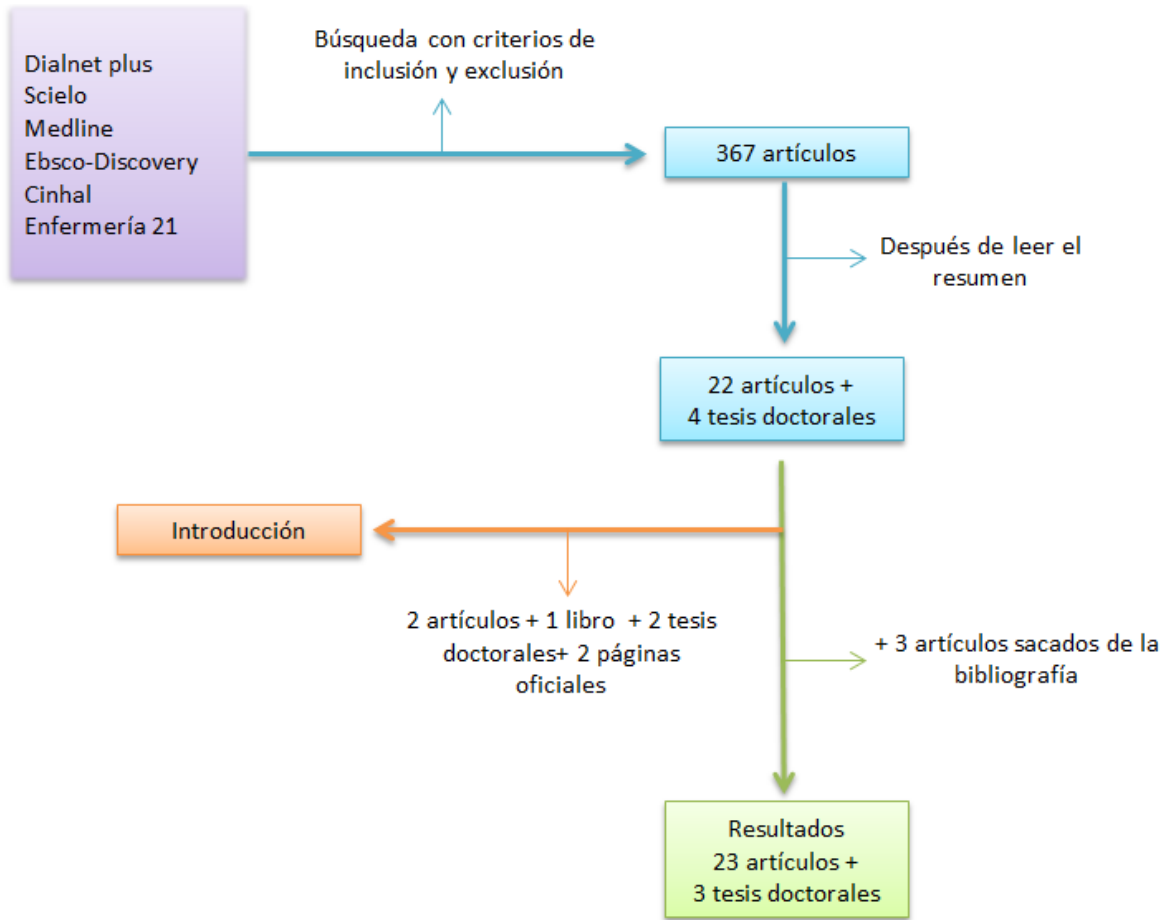 Dialnet plus
Scielo
Medline
Ebsco-Discovery
Cinhal
Enfermería 21
Búsqueda con criterios de
inclusión y exclusión
367 artículos
Después de leer el
resumen
22 artículos +
4 tesis doctorales
Introducción
2 artículos + 1 libro + 2 tesis
doctorales+ 2 páginas
oficiales
+ 3 artículos sacados de la
bibliografía
Resultados
23 artículos +
3 tesis doctorales